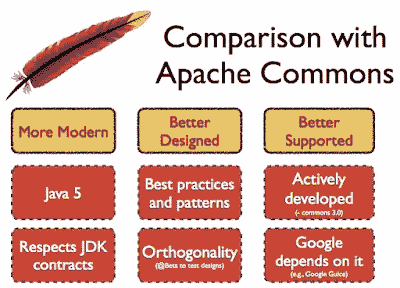 Comparison with
Apache Commons
More Modern
Better
Designed
Better
Supported
Java 5
Best practices
and patterns
Actively
developed
(- commons 3.0)
Respects JDK
contracts
Orthogonality
(@Beta to test designs)
Google
depends on it
(e.g., Google Guice)